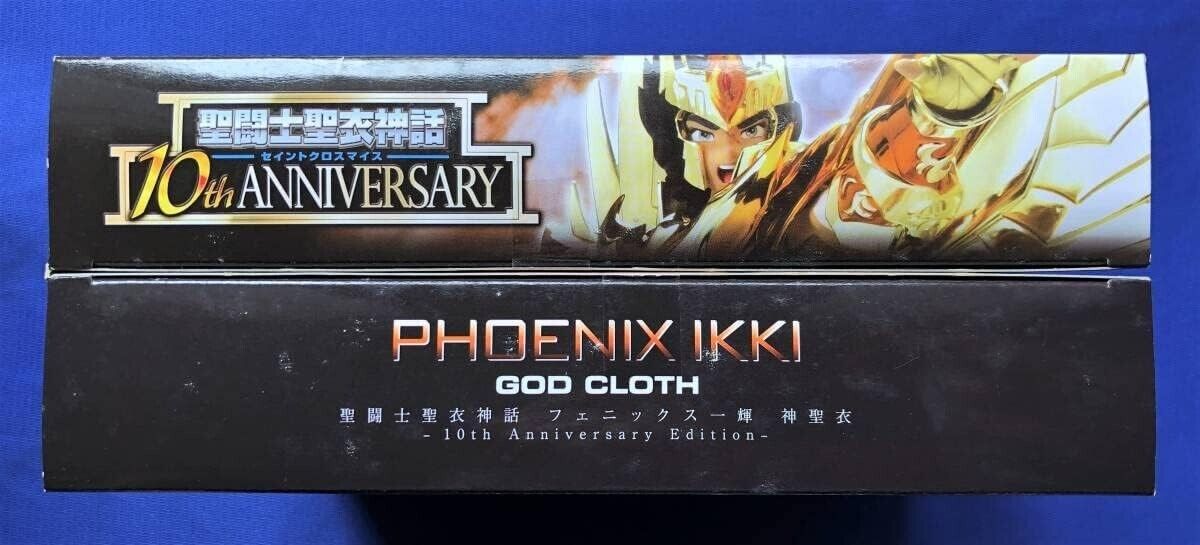 聖闘士聖衣神話
セイントクロスマイス
10th ANNIVERSARY
PHOENIX IKKI
GOD CLOTH
聖闘士聖衣神話 フェニックス一輝 神聖衣
- 10th Anniversary Edition -